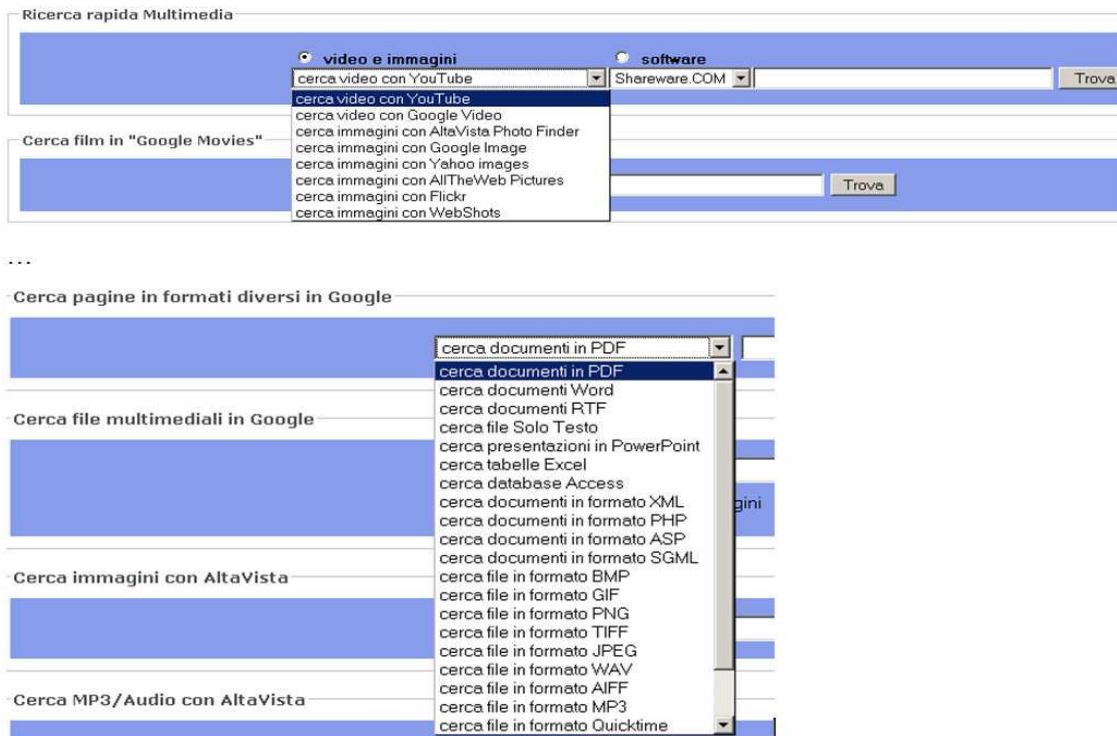 Ricerca rapida Multimedia
video e immagini software
cerca video con YouTube Shareware.COM Trova
cerca video con YouTube
cerca video con Google Video
cerca immagini con AltaVista Photo Finder
cerca immagini con Google Image
cerca immagini con Yahoo images
cerca immagini con AllTheWeb Pictures
cerca immagini con Flickr
cerca immagini con WebShots
Cerca film in "Google Movies"
Trova
...
Cerca pagine in formati diversi in Google
cerca documenti in PDF
cerca documenti in PDF
cerca documenti Word
cerca documenti RTF
cerca file Solo Testo
cerca presentazioni in PowerPoint
cerca tabelle Excel
cerca database Access
cerca documenti in formato XML
cerca documenti in formato PHP
cerca documenti in formato ASP
cerca documenti in formato SGML
cerca file in formato BMP
cerca file in formato GIF
cerca file in formato PNG
cerca file in formato TIFF
cerca file in formato JPEG
cerca file in formato WAV
cerca file in formato AIFF
cerca file in formato MP3
cerca file in formato Quicktime
Cerca file multimediali in Google
gini
Cerca immagini con AltaVista
Cerca MP3/Audio con AltaVista